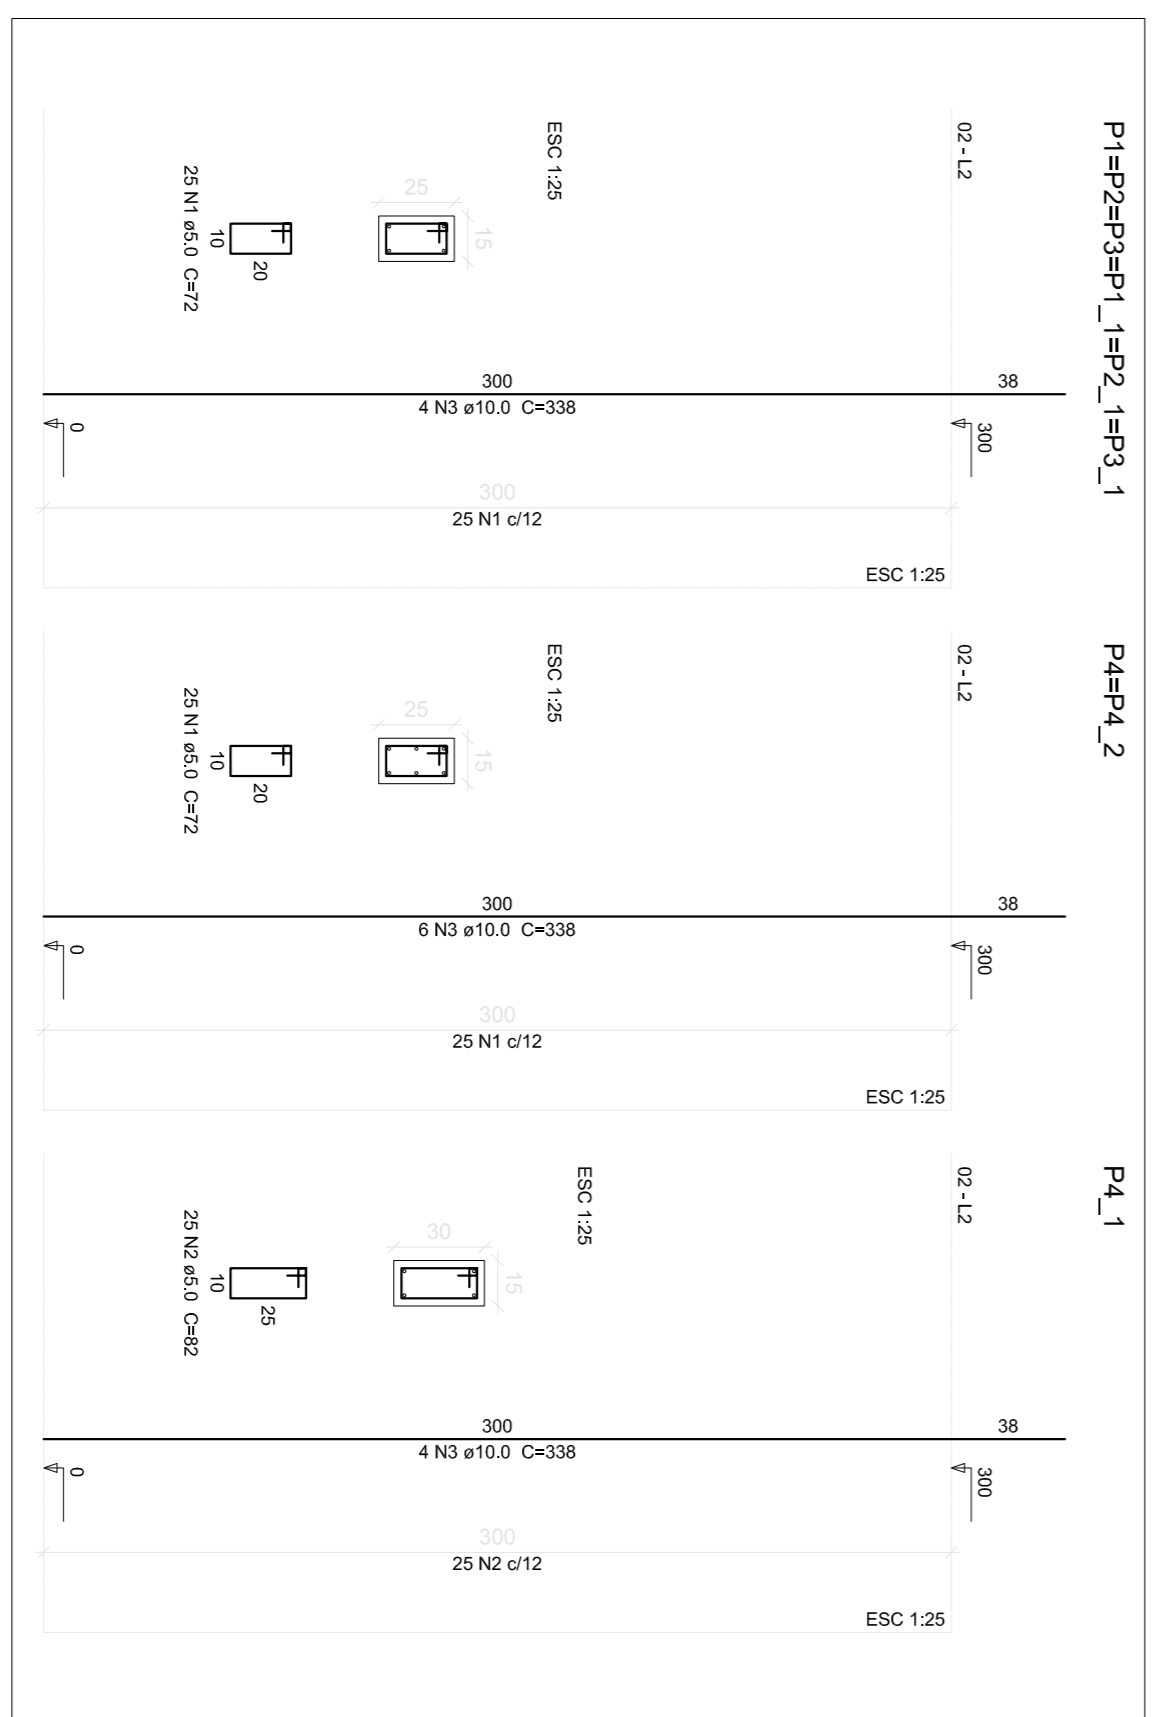 P1=P2=P3=P1_1=P2_1=P3_1
02 - L2
ESC 1:25
25
15
20
10
25 N1 ø5.0 C=72
300
38
4 N3 ø10.0 C=338
0
300
300
25 N1 c/12
ESC 1:25
P4=P4_2
02 - L2
ESC 1:25
25
15
20
10
25 N1 ø5.0 C=72
300
38
6 N3 ø10.0 C=338
0
300
300
25 N1 c/12
ESC 1:25
P4_1
02 - L2
ESC 1:25
30
15
25
10
25 N2 ø5.0 C=82
300
38
4 N3 ø10.0 C=338
0
300
300
25 N2 c/12
ESC 1:25